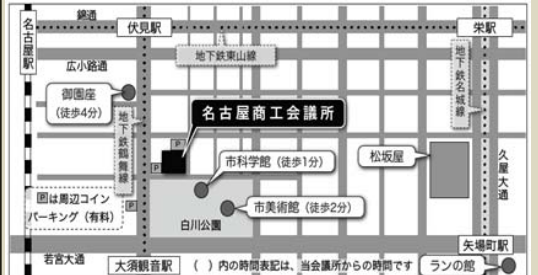 錦通
名古屋駅
伏見駅
栄駅
地下鉄東山線
広小路通
地下鉄名城線
御園座
(徒歩4分)
名古屋商工会議所
地下鉄鶴舞線
P
P
市科学館(徒歩1分)
松坂屋
久屋大通
Pは周辺コイン
パーキング(有料)
P
市美術館(徒歩2分)
白川公園
矢場町駅
若宮大通
大須観音駅
( )内の時間表記は、当会議所からの時間です
ランの館